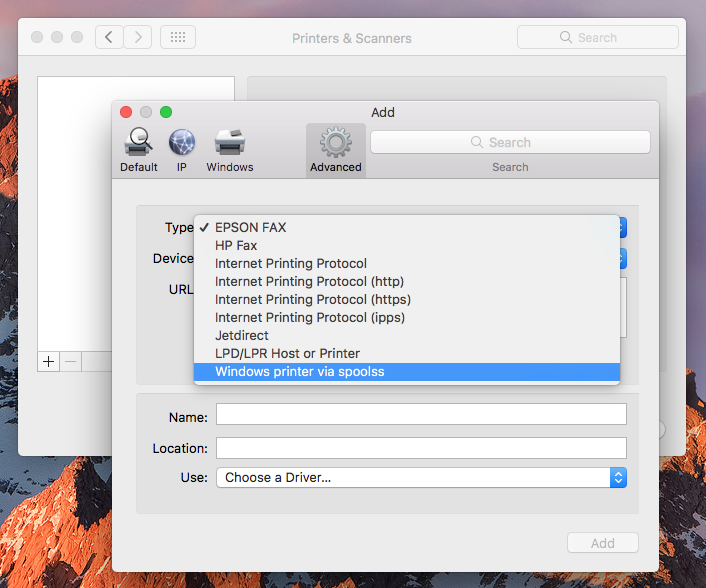 Printers & Scanners
Search
Add
Default
IP
Windows
Advanced
Search
Search
Type
✓ EPSON FAX
HP Fax
Device
Internet Printing Protocol
Internet Printing Protocol (http)
URL
Internet Printing Protocol (https)
Internet Printing Protocol (ipps)
Jetdirect
LPD/LPR Host or Printer
Windows printer via spoolss
Name:
Location:
Use: Choose a Driver...
Add